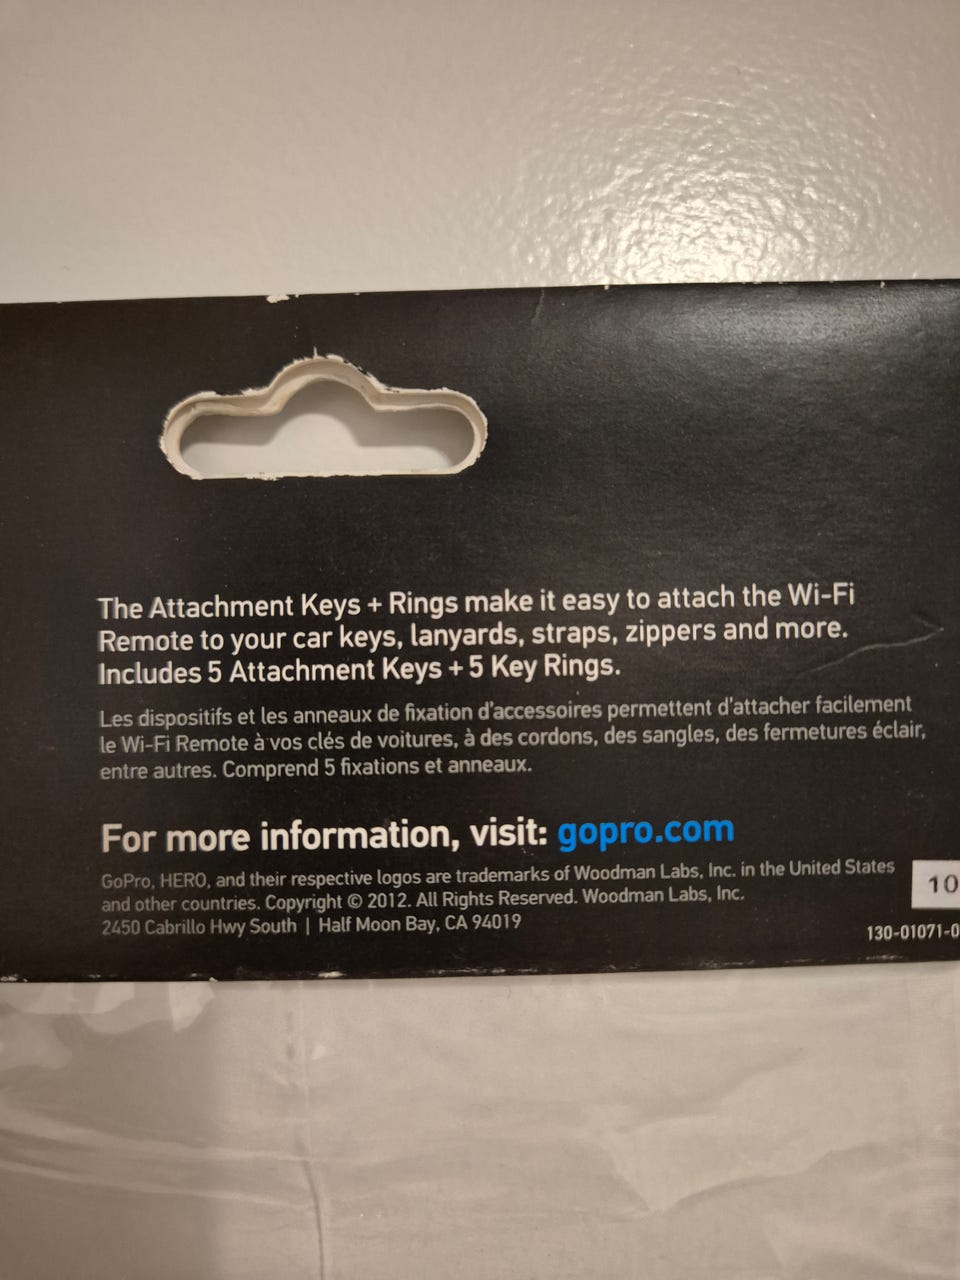 The Attachment Keys + Rings make it easy to attach the Wi-Fi
Remote to your car keys, lanyards, straps, zippers and more.
Includes 5 Attachment Keys + 5 Key Rings.
Les dispositifs et les anneaux de fixation d'accessoires permettent d'attacher facilement
le Wi-Fi Remote à vos clés de voitures, à des cordons, des sangles, des fermetures éclair,
entre autres. Comprend 5 fixations et anneaux.
For more information, visit: gopro.com
GoPro, HERO, and their respective logos are trademarks of Woodman Labs, Inc. in the United States
and other countries. Copyright © 2012. All Rights Reserved. Woodman Labs, Inc.
2450 Cabrillo Hwy South | Half Moon Bay, CA 94019
10
130-01071-0